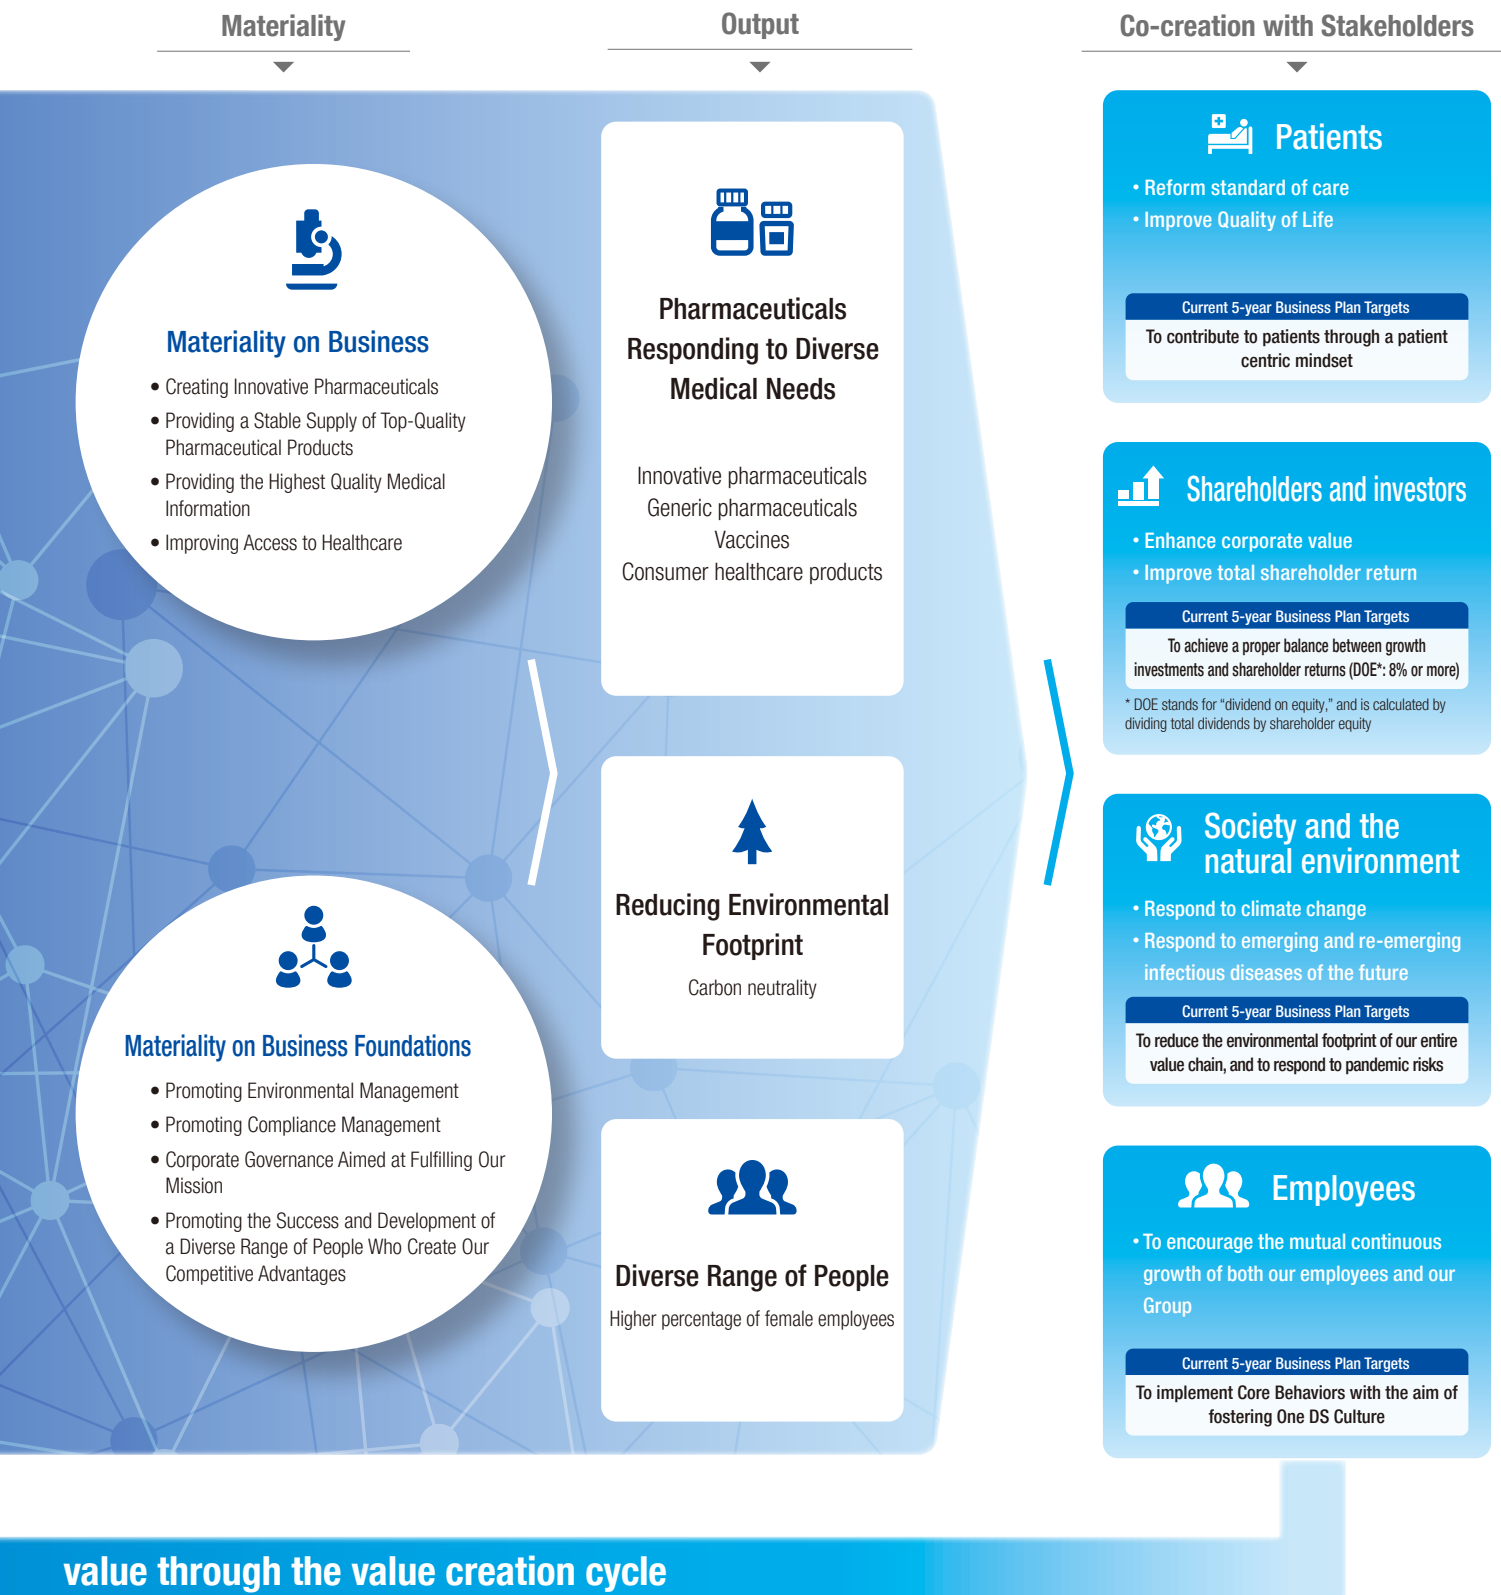 Materiality
Output
Co-creation with Stakeholders
Materiality on Business
• Creating Innovative Pharmaceuticals
• Providing a Stable Supply of Top-Quality
Pharmaceutical Products
• Providing the Highest Quality Medical
Information
• Improving Access to Healthcare
Materiality on Business Foundations
• Promoting Environmental Management
• Promoting Compliance Management
• Corporate Governance Aimed at Fulfilling Our
Mission
• Promoting the Success and Development of
a Diverse Range of People Who Create Our
Competitive Advantages
Pharmaceuticals
Responding to Diverse
Medical Needs
Innovative pharmaceuticals
Generic pharmaceuticals
Vaccines
Consumer healthcare products
Reducing Environmental
Footprint
Carbon neutrality
Diverse Range of People
Higher percentage of female employees
Patients
• Reform standard of care
• Improve Quality of Life
Current 5-year Business Plan Targets
To contribute to patients through a patient
centric mindset
Shareholders and investors
• Enhance corporate value
• Improve total shareholder return
Current 5-year Business Plan Targets
To achieve a proper balance between growth
investments and shareholder returns (DOE*: 8% or more)
* DOE stands for “dividend on equity,” and is calculated by
dividing total dividends by shareholder equity
Society and the
natural environment
• Respond to climate change
• Respond to emerging and re-emerging
infectious diseases of the future
Current 5-year Business Plan Targets
To reduce the environmental footprint of our entire
value chain, and to respond to pandemic risks
Employees
• To encourage the mutual continuous
growth of both our employees and our
Group
Current 5-year Business Plan Targets
To implement Core Behaviors with the aim of
fostering One DS Culture
value through the value creation cycle